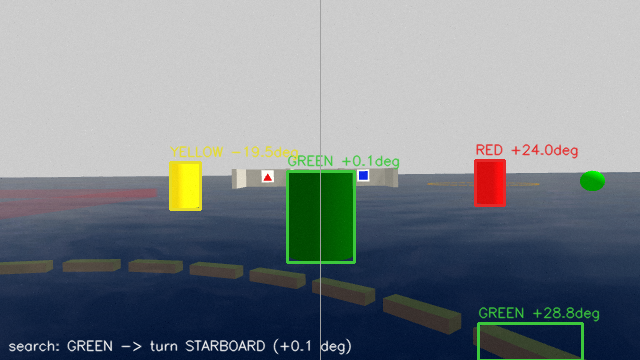 YELLOW -19.5deg
GREEN +0.1deg
RED +24.0deg
GREEN +28.8deg
search: GREEN -> turn STARBOARD (+0.1 deg)